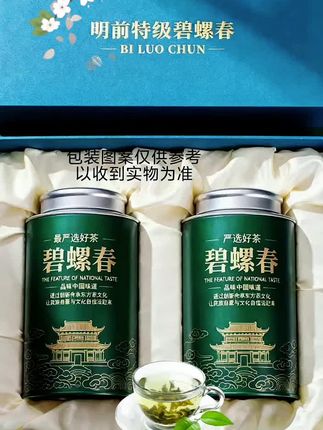 明前特级碧螺春
BI LUO CHUN
包装图案仅供参考
以收到实物为准
最严选好茶
碧螺春
THE FEATURE OF NATIONAL TASTE
品味中国味道
严选好茶
碧螺春
THE FEATURE OF NATIONAL TASTE
品味中国味道